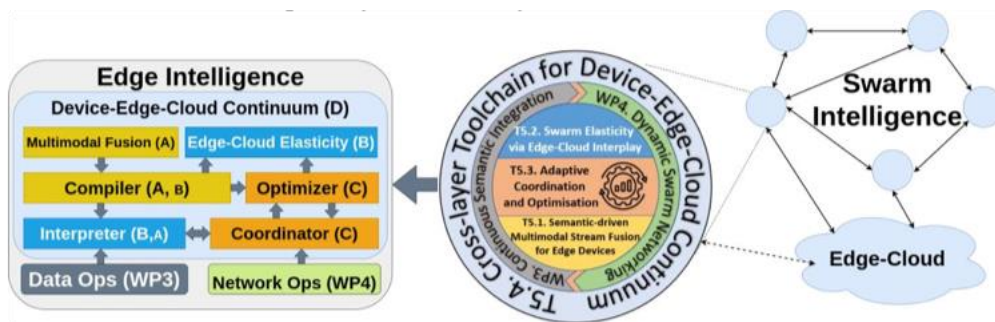 Edge Intelligence
Device-Edge-Cloud Continuum (D)
Multimodal Fusion (A)
Edge-Cloud Elasticity (B)
Compiler (A, B)
Optimizer (C)
Interpreter (B,A)
Coordinator (C)
Data Ops (WP3)
Network Ops (WP4)
T5.4. Cross-layer Toolchain for Device-Edge-Cloud Continuum
WP3. Continuous Semantic Integration
WP4. Dynamic Swarm Networking
T5.2. Swarm Elasticity
via Edge-Cloud Interplay
T5.3. Adaptive
Coordination
and Optimisation
T5.1. Semantic-driven
Multimodal Stream Fusion
for Edge Devices
Swarm
Intelligence
Edge-Cloud